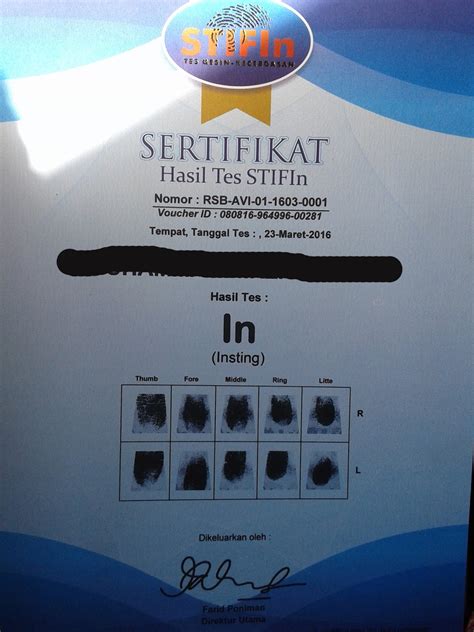 STIFIn
TES MESIN-KECERDASAN
SERTIFIKAT
Hasil Tes STIFIn
Nomor : RSB-AVI-01-1603-0001
Voucher ID : 080816-964996-00281
Tempat, Tanggal Tes : , 23-Maret-2016
Hasil Tes :
In
(Insting)
Thumb Fore Middle Ring Litte
R
L
Dikeluarkan oleh :
Farid Poniman
Direktur Utama